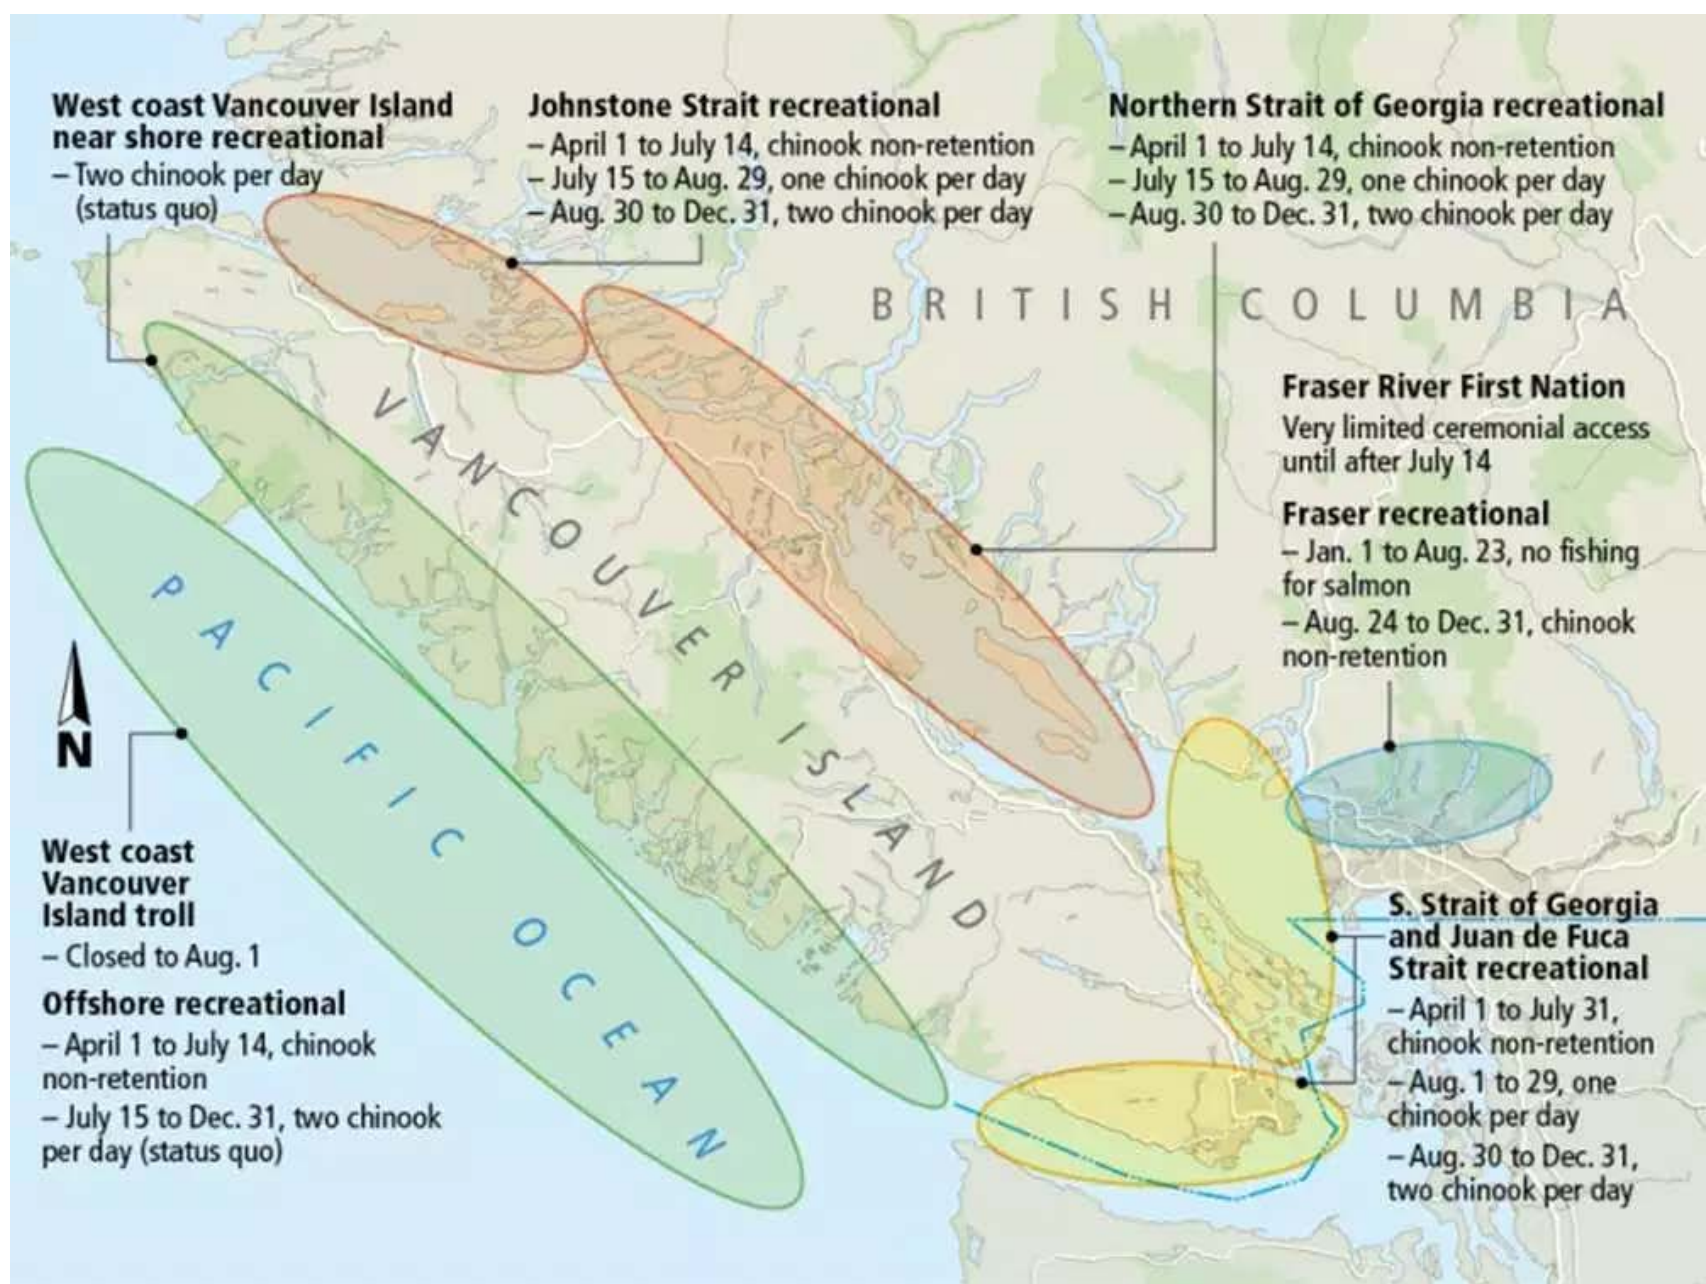 West coast Vancouver Island
near shore recreational
– Two chinook per day
(status quo)
Johnstone Strait recreational
– April 1 to July 14, chinook non-retention
– July 15 to Aug. 29, one chinook per day
– Aug. 30 to Dec. 31, two chinook per day
Northern Strait of Georgia recreational
– April 1 to July 14, chinook non-retention
– July 15 to Aug. 29, one chinook per day
– Aug. 30 to Dec. 31, two chinook per day
BRITISH COLUMBIA
VANCOUVER ISLAND
PACIFIC OCEAN
N
Fraser River First Nation
Very limited ceremonial access
until after July 14
Fraser recreational
– Jan. 1 to Aug. 23, no fishing
for salmon
– Aug. 24 to Dec. 31, chinook
non-retention
West coast
Vancouver
Island troll
– Closed to Aug. 1
Offshore recreational
– April 1 to July 14, chinook
non-retention
– July 15 to Dec. 31, two chinook
per day (status quo)
S. Strait of Georgia
and Juan de Fuca
Strait recreational
– April 1 to July 31,
chinook non-retention
– Aug. 1 to 29, one
chinook per day
– Aug. 30 to Dec. 31,
two chinook per day